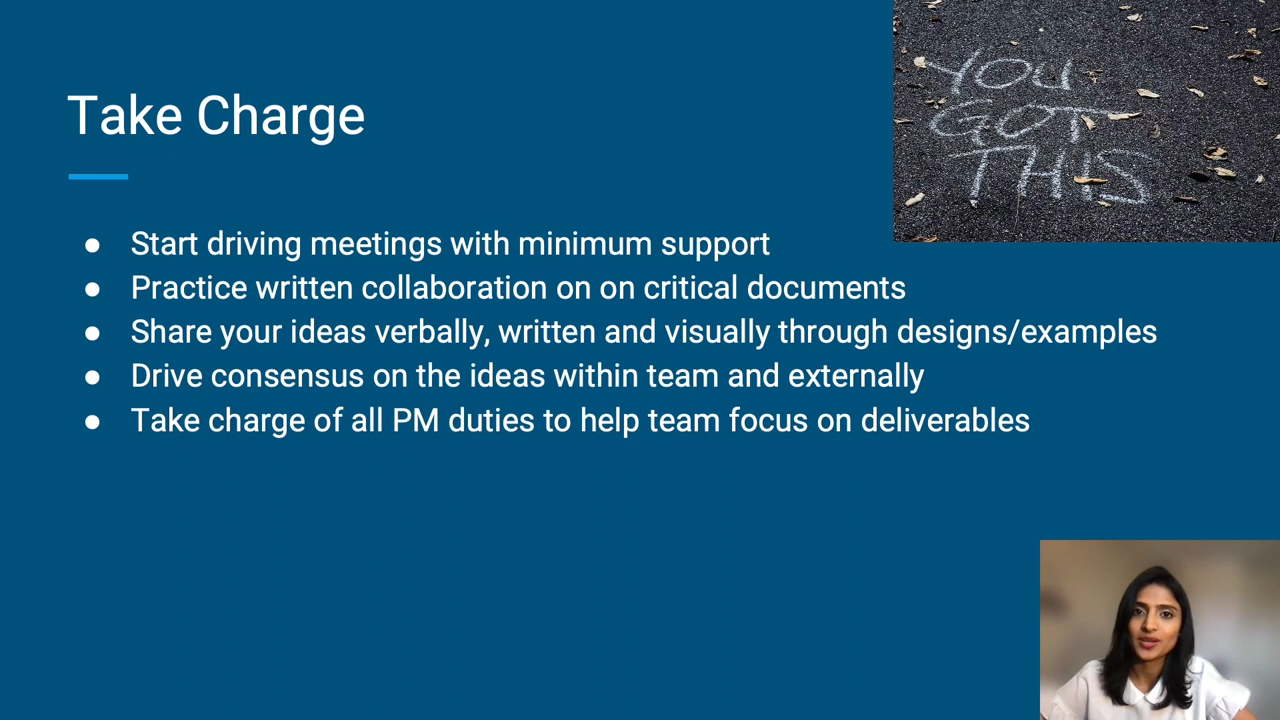 Take Charge
YOU
GOT
THIS
● Start driving meetings with minimum support
● Practice written collaboration on on critical documents
● Share your ideas verbally, written and visually through designs/examples
● Drive consensus on the ideas within team and externally
● Take charge of all PM duties to help team focus on deliverables